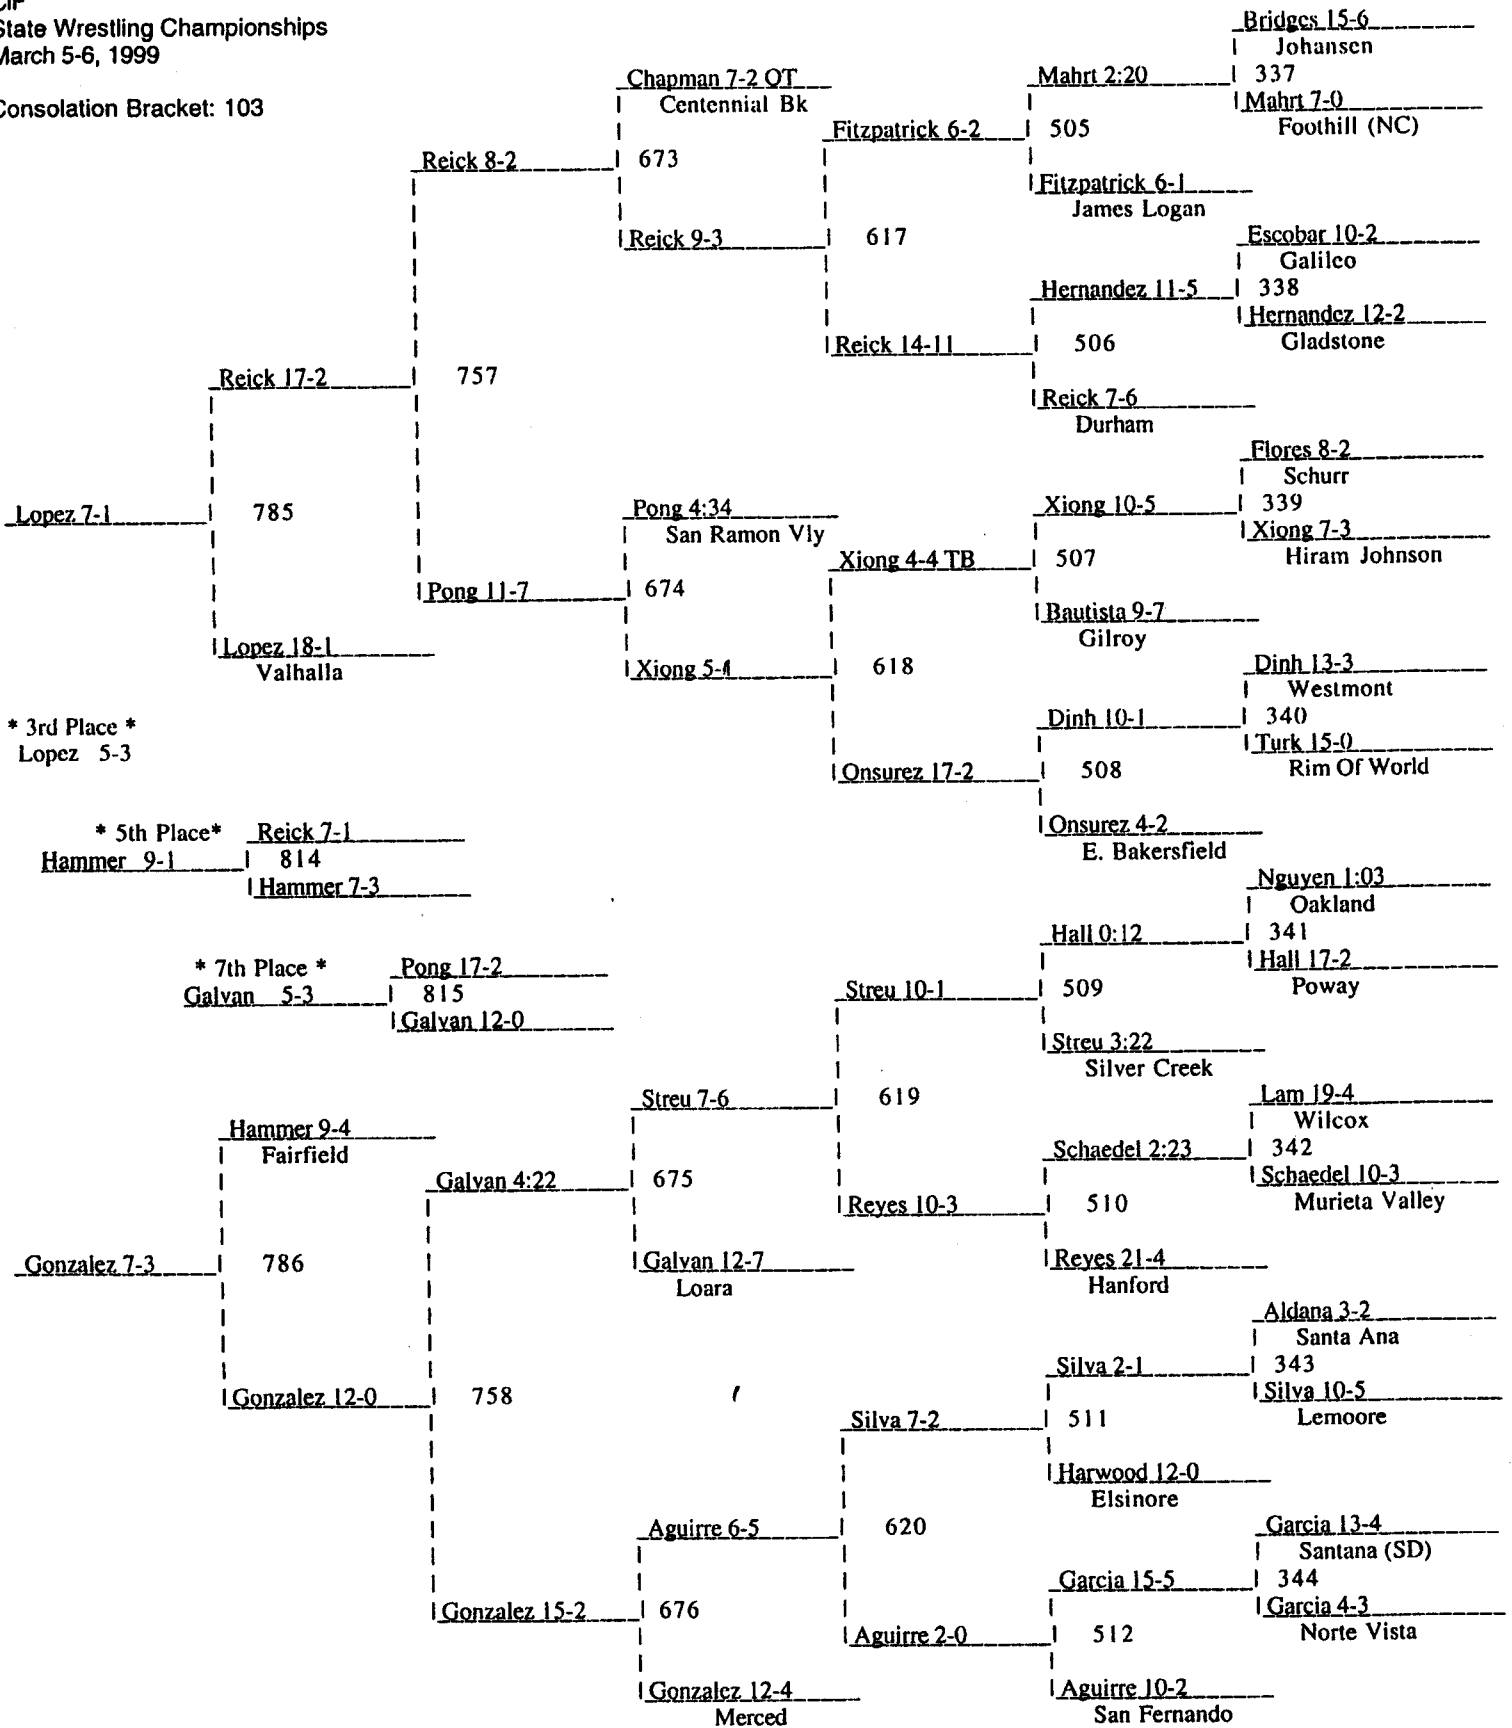 CIF
State Wrestling Championships
March 5-6, 1999
Consolation Bracket: 103
Bridges 15-6
Johansen
337
Mahrt 7-0
Foothill (NC)
Mahrt 2:20
505
Fitzpatrick 6-1
James Logan
Escobar 10-2
Galileo
338
Hernandez 12-2
Gladstone
Hernandez 11-5
506
Reick 7-6
Durham
Flores 8-2
Schurr
339
Xiong 7-3
Hiram Johnson
Xiong 10-5
507
Bautista 9-7
Gilroy
Dinh 13-3
Westmont
340
Turk 15-0
Rim Of World
Dinh 10-1
508
Onsurez 4-2
E. Bakersfield
Nguyen 1:03
Oakland
341
Hall 17-2
Poway
Hall 0:12
509
Streu 3:22
Silver Creek
Lam 19-4
Wilcox
342
Schaedel 10-3
Murieta Valley
Schaedel 2:23
510
Reyes 21-4
Hanford
Aldana 3-2
Santa Ana
343
Silva 10-5
Lemoore
Silva 2-1
511
Harwood 12-0
Elsinore
Garcia 13-4
Santana (SD)
344
Garcia 4-3
Norte Vista
Garcia 15-5
512
Aguirre 10-2
San Fernando
Fitzpatrick 6-2
617
Reick 14-11
Xiong 4-4 TB
618
Onsurez 17-2
Streu 10-1
619
Reyes 10-3
Silva 7-2
620
Aguirre 2-0
Chapman 7-2 OT
Centennial Bk
673
Reick 9-3
Pong 4:34
San Ramon Vly
674
Xiong 5-4
Streu 7-6
675
Galvan 12-7
Loara
Aguirre 6-5
676
Gonzalez 12-4
Merced
Reick 8-2
757
Pong 11-7
Galvan 4:22
758
Gonzalez 15-2
Reick 17-2
785
Lopez 18-1
Valhalla
Lopez 7-1
Hammer 9-4
Fairfield
786
Gonzalez 12-0
Gonzalez 7-3
* 3rd Place *
Lopez 5-3
* 5th Place*
Reick 7-1
Hammer 9-1
814
Hammer 7-3
* 7th Place *
Pong 17-2
Galvan 5-3
815
Galvan 12-0